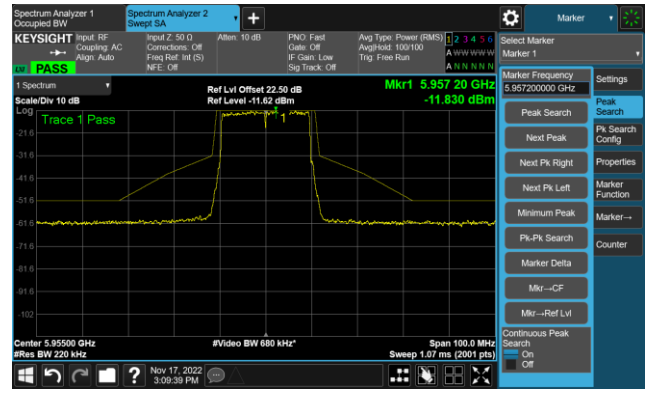 Spectrum Analyzer 1
Occupied BW
Spectrum Analyzer 2
Swept SA
Marker
KEYSIGHT
Input: RF
Coupling: AC
Align: Auto
Input Z: 50 Ω
Corrections: Off
Freq Ref: Int (S)
NFE: Off
Atten: 10 dB
PNO: Fast
Gate: Off
IF Gain: Low
Sig Track: Off
Avg Type: Power (RMS)
Avg|Hold: 100/100
Trig: Free Run
1 2 3 4 5 6
A W W W W W
A N N N N N
LV PASS
Select Marker
Marker 1
1 Spectrum
Scale/Div 10 dB
Ref Lvl Offset 22.50 dB
Ref Level -11.62 dBm
Mkr1 5.957 20 GHz
-11.830 dBm
Log
Trace 1 Pass
1
-21.6
-31.6
-41.6
-51.6
-61.6
-71.6
-81.6
-91.6
-102
Center 5.95500 GHz
#Res BW 220 kHz
#Video BW 680 kHz*
Span 100.0 MHz
Sweep 1.07 ms (2001 pts)
Marker Frequency
5.957200000 GHz
Peak Search
Next Peak
Next Pk Right
Next Pk Left
Minimum Peak
Pk-Pk Search
Marker Delta
Mkr→CF
Mkr→Ref Lvl
Continuous Peak
Search
On
Off
Settings
Peak
Search
Pk Search
Config
Properties
Marker
Function
Marker→
Counter
?
Nov 17, 2022
3:09:39 PM